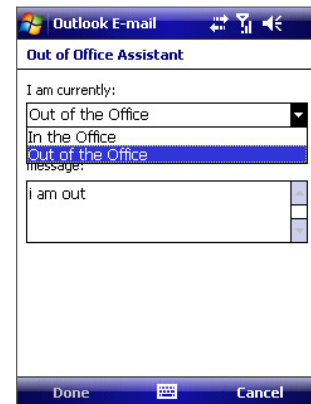 Outlook E-mail
Out of Office Assistant
I am currently:
Out of the Office
In the Office
Out of the Office
message:
i am out
Done
Cancel